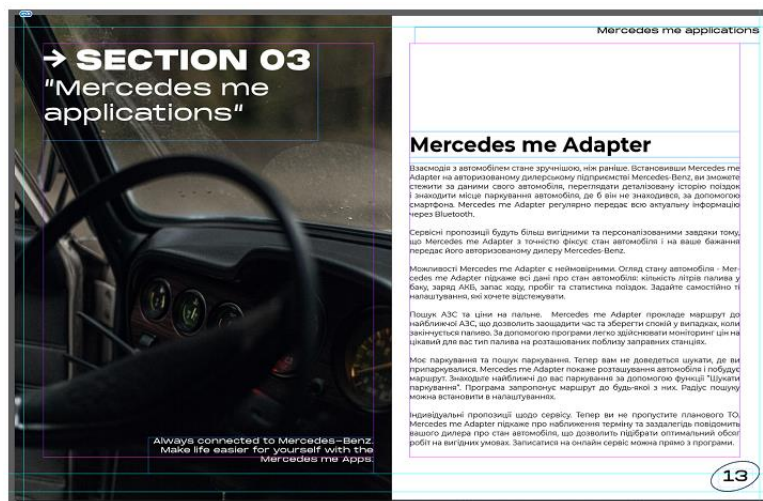 → SECTION 03
"Mercedes me
applications"
Always connected to Mercedes-Benz.
Make life easier for yourself with the
Mercedes me Apps.
Mercedes me applications
Mercedes me Adapter
Взаємодія з автомобілем стане зручнішою, ніж раніше. Встановивши Mercedes me
Adapter на авторизованому дилерському підприємстві Mercedes-Benz, ви зможете
стежити за даними свого автомобіля, переглядати деталізовану історію поїздок
і знаходити місце паркування автомобіля, де б він не знаходився, за допомогою
смартфона. Mercedes me Adapter регулярно передає всю актуальну інформацію
через Bluetooth.
Сервісні пропозиції будуть більш вигідними та персоналізованими завдяки тому,
що Mercedes me Adapter з точністю фіксує стан автомобіля і на ваше бажання
передає його авторизованому дилеру Mercedes-Benz.
Можливості Mercedes me Adapter є неймовірними. Огляд стану автомобіля - Mer-
cedes me Adapter підкаже всі дані про стан автомобіля: кількість літрів палива у
баку, заряд АКБ, запас ходу, пробіг та статистика поїздок. Задайте самостійно ті
налаштування, які хочете відстежувати.
Пошук АЗС та ціни на пальне. Mercedes me Adapter прокладе маршрут до
найближчої АЗС, що дозволить заощадити час та зберегти спокій у випадках, коли
закінчується паливо. За допомогою програми легко здійснювати моніторинг цін на
цікавий для вас тип палива на розташованих поблизу заправних станціях.
Моє паркування та пошук паркування. Тепер вам не доведеться шукати, де ви
припаркувалися. Mercedes me Adapter покаже розташування автомобіля і побудує
маршрут. Знаходьте найближчі до вас паркування за допомогою функції "Шукати
паркування". Програма запропонує маршрут до будь-якої з них. Радіус пошуку
можна встановити в налаштуваннях.
Індивідуальні пропозиції щодо сервісу. Тепер ви не пропустите планового ТО.
Mercedes me Adapter підкаже про наближення терміну та заздалегідь повідомить
вашого дилера про стан автомобіля, що дозволить підібрати оптимальний обсяг
робіт на вигідних умовах. Записатися на онлайн сервіс можна прямо з програми.
13